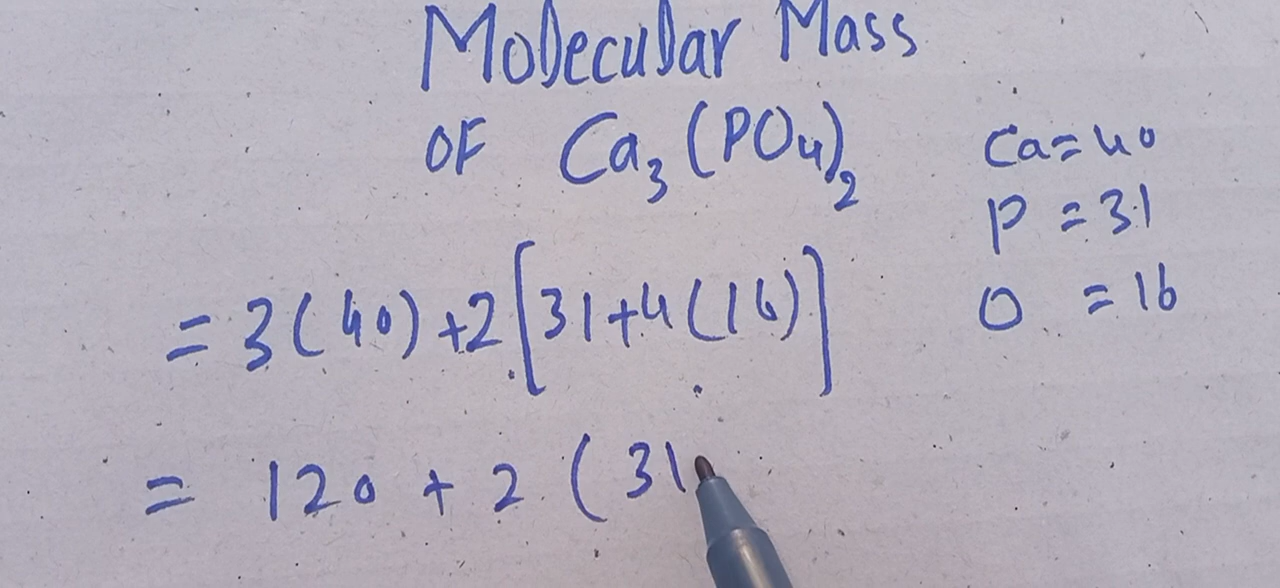 Molecular Mass
OF Ca₃(PO₄)₂
Ca=40
P=31
O=16
=3(40)+2[31+4(16)]
= 120 + 2 (31